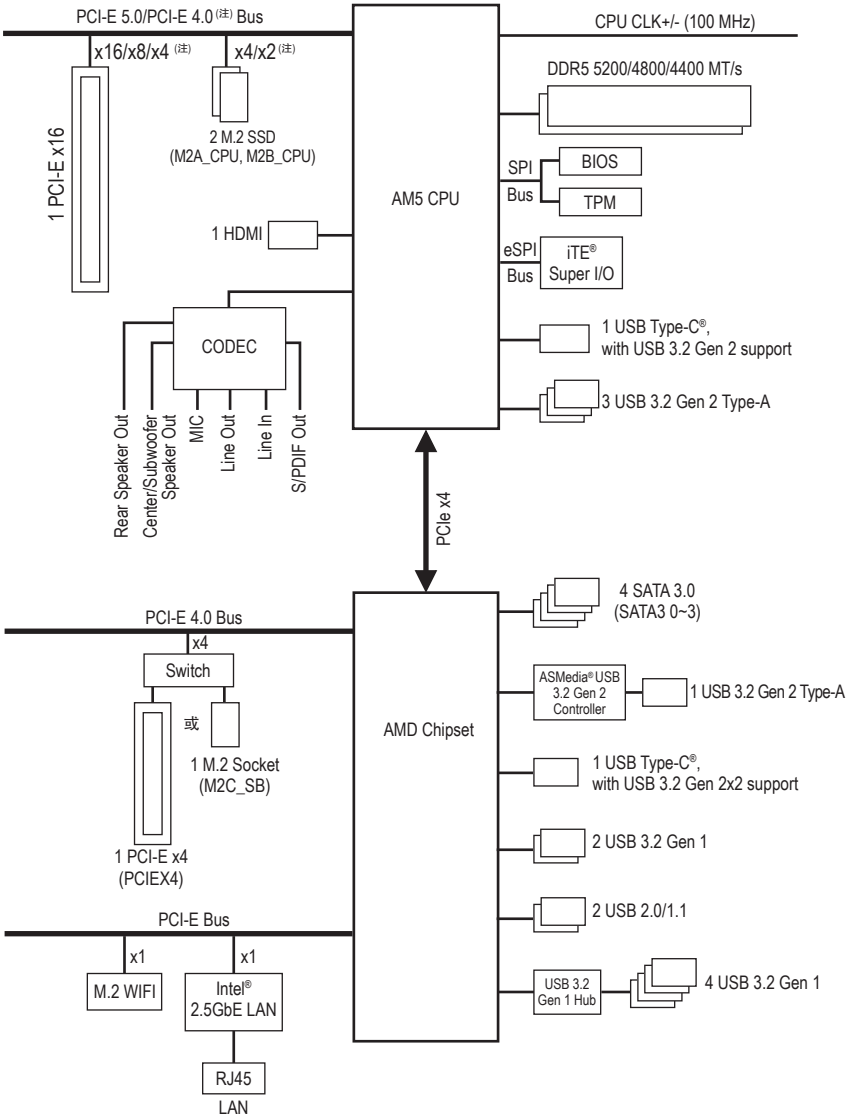 PCI-E 5.0/PCI-E 4.0 (注) Bus
x16/x8/x4 (注)
x4/x2 (注)
1 PCI-E x16
2 M.2 SSD
(M2A_CPU, M2B_CPU)
1 HDMI
CODEC
Rear Speaker Out
Center/Subwoofer
Speaker Out
MIC
Line Out
Line In
S/PDIF Out
AM5 CPU
CPU CLK+/- (100 MHz)
DDR5 5200/4800/4400 MT/s
SPI
Bus
BIOS
TPM
eSPI
Bus
iTE®
Super I/O
1 USB Type-C®,
with USB 3.2 Gen 2 support
3 USB 3.2 Gen 2 Type-A
PCIe x4
PCI-E 4.0 Bus
x4
Switch
或
1 M.2 Socket
(M2C_SB)
1 PCI-E x4
(PCIEX4)
PCI-E Bus
x1
x1
M.2 WIFI
Intel®
2.5GbE LAN
RJ45
LAN
AMD Chipset
4 SATA 3.0
(SATA3 0~3)
ASMedia® USB
3.2 Gen 2
Controller
1 USB 3.2 Gen 2 Type-A
1 USB Type-C®,
with USB 3.2 Gen 2x2 support
2 USB 3.2 Gen 1
2 USB 2.0/1.1
USB 3.2
Gen 1 Hub
4 USB 3.2 Gen 1